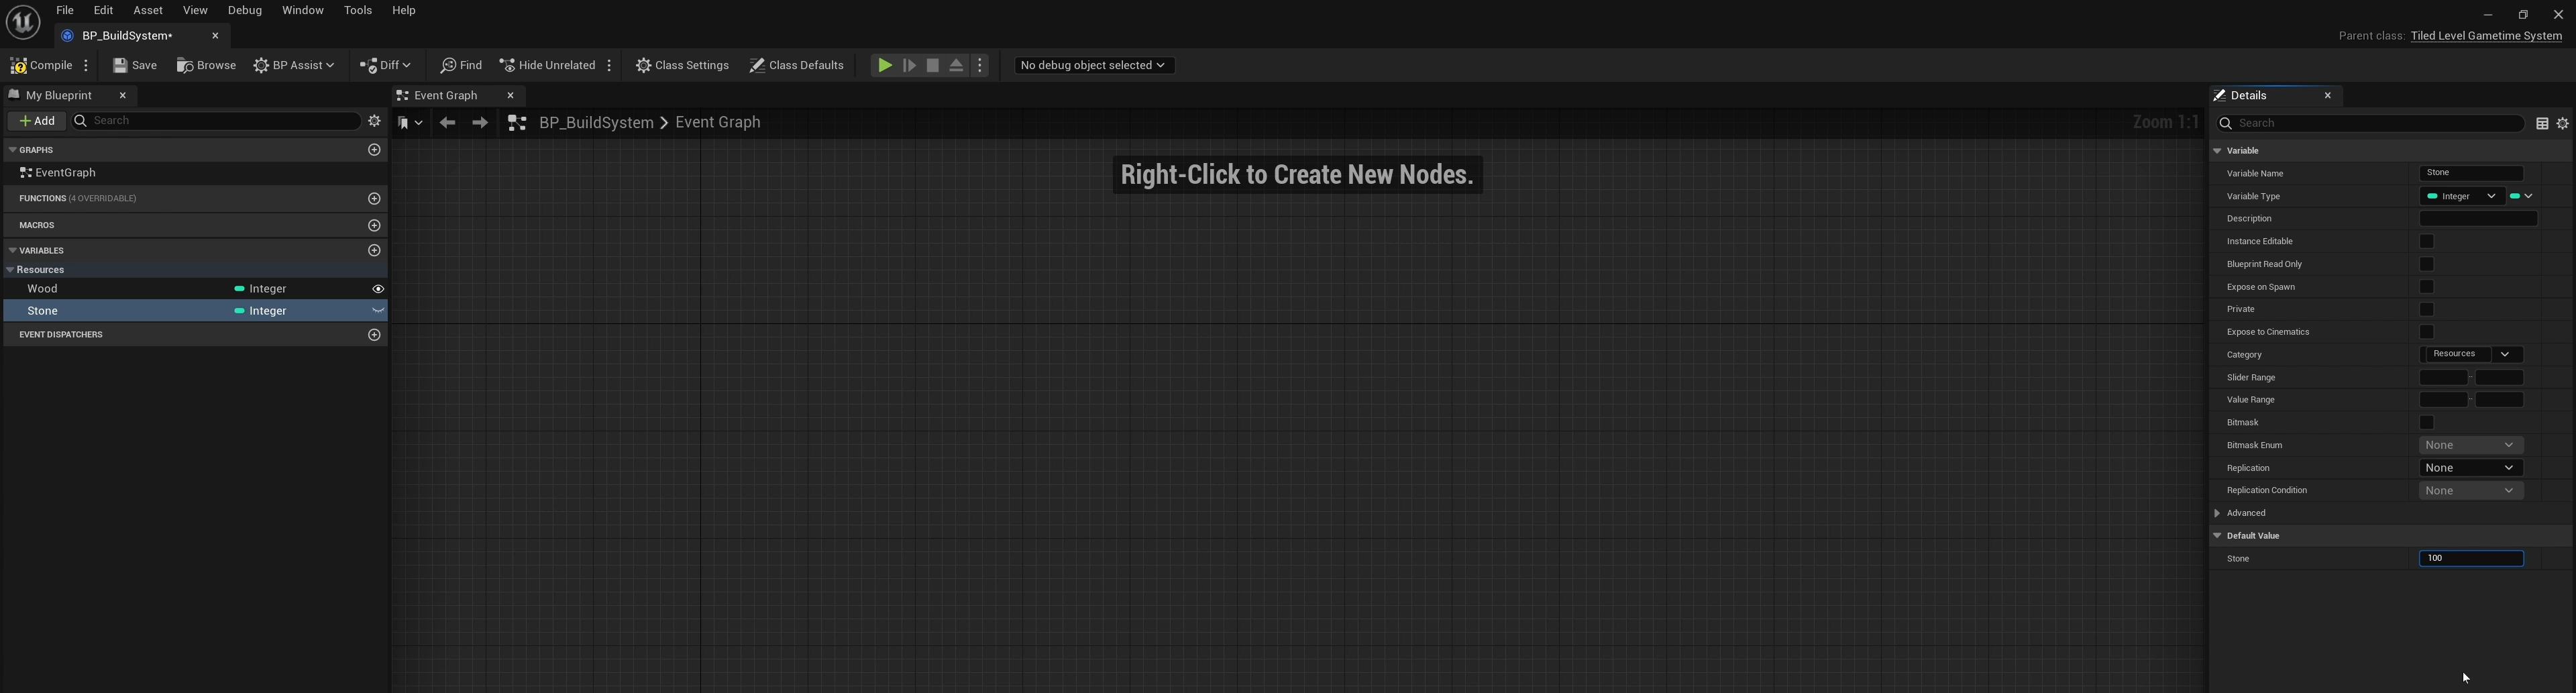 File Edit Asset View Debug Window Tools Help
BP_BuildSystem*
Parent class: Tiled Level Gametime System
Compile Save Browse BP Assist Diff Find Hide Unrelated Class Settings Class Defaults No debug object selected
My Blueprint
Event Graph
Details
Add Search
BP_BuildSystem > Event Graph
Zoom 1:1
Search
GRAPHS
EventGraph
FUNCTIONS (4 OVERRIDABLE)
MACROS
VARIABLES
Resources
Wood Integer
Stone Integer
EVENT DISPATCHERS
Right-Click to Create New Nodes.
Variable
Variable Name Stone
Variable Type Integer
Description
Instance Editable
Blueprint Read Only
Expose on Spawn
Private
Expose to Cinematics
Category Resources
Slider Range
Value Range
Bitmask
Bitmask Enum None
Replication None
Replication Condition None
Advanced
Default Value
Stone 100